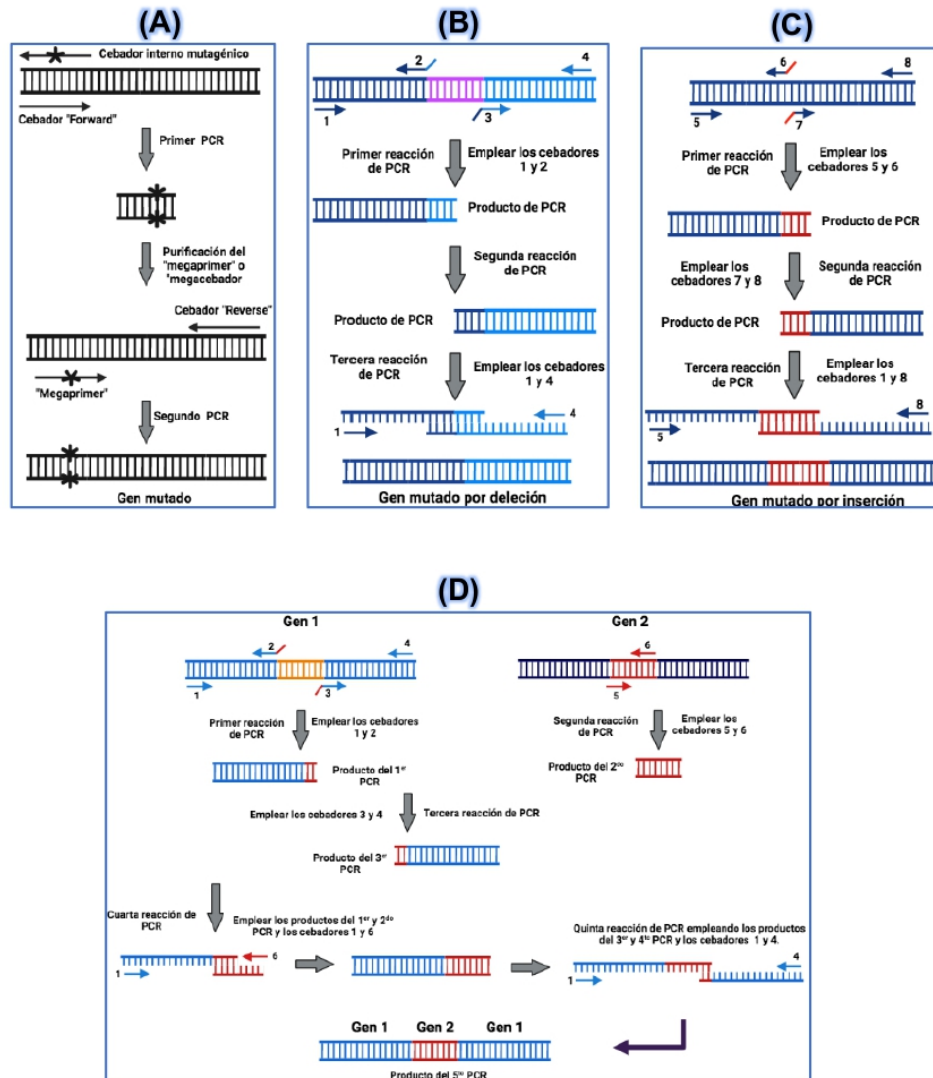 (A)
Cebador interno mutagénico
Cebador "Forward"
Primer PCR
Purificación del
"megaprimer" o
"megacebador
Cebador "Reverse"
"Megaprimer"
Segundo PCR
Gen mutado
(B)
2
4
1
3
Primer reacción
de PCR
Emplear los cebadores
1 y 2
Producto de PCR
Segunda reacción
de PCR
Producto de PCR
Tercera reacción
de PCR
Emplear los cebadores
1 y 4
4
1
Gen mutado por deleción
(C)
6
8
5
7
Primer reacción
de PCR
Emplear los
cebadores 5 y 6
Producto de PCR
Emplear los
cebadores 7 y 8
Segunda reacción
de PCR
Producto de PCR
Tercera reacción
de PCR
Emplear los
cebadores 1 y 8
8
5
Gen mutado por inserción
(D)
Gen 1
2
4
1
3
Primer reacción
de PCR
Emplear los cebadores
1 y 2
Producto del 1er
PCR
Gen 2
6
5
Segunda reacción
de PCR
Emplear los
cebadores 5 y 6
Producto del 2do
PCR
Emplear los cebadores 3 y 4
Tercera reacción de PCR
Producto del 3er
PCR
Cuarta reacción de
PCR
Emplear los productos del 1er y 2do
PCR y los cebadores 1 y 6
6
1
Quinta reacción de PCR empleando los productos
del 3er y 4to PCR y los cebadores 1 y 4.
4
1
Gen 1 Gen 2 Gen 1
Producto del 5to PCR